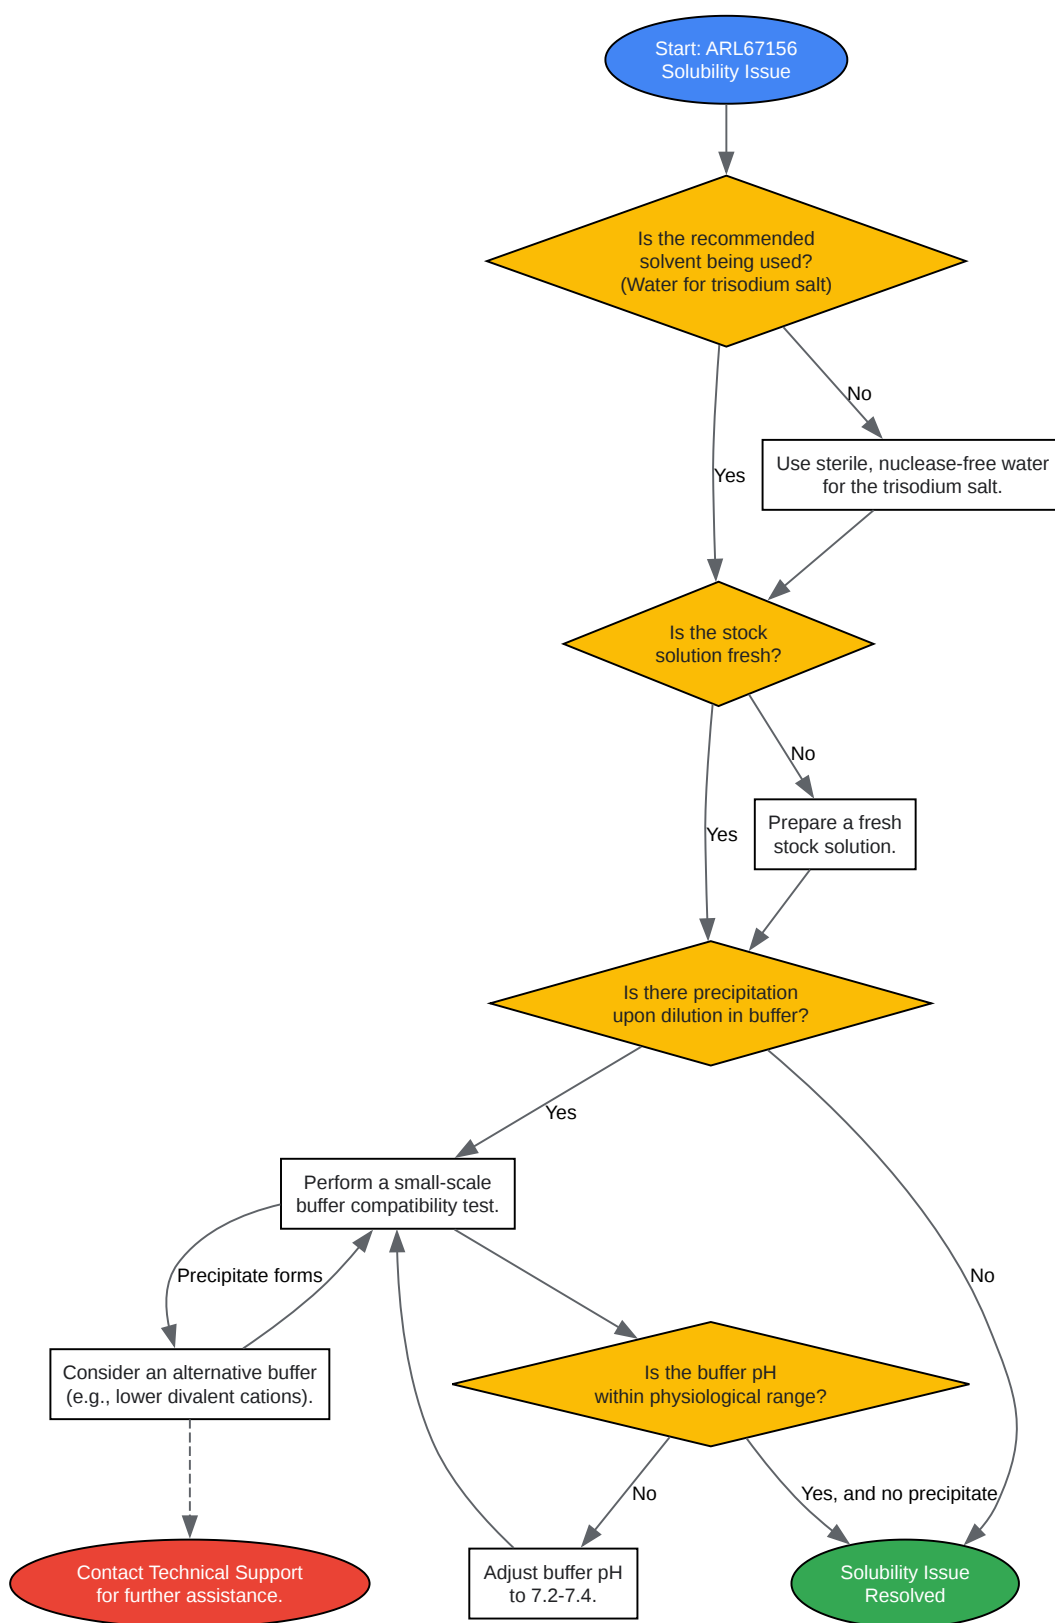 Start: ARL67156
Solubility Issue
Is the recommended
solvent being used?
(Water for trisodium salt)
No
Use sterile, nuclease-free water
for the trisodium salt.
Yes
Is the stock
solution fresh?
No
Prepare a fresh
stock solution.
Yes
Is there precipitation
upon dilution in buffer?
Yes
Perform a small-scale
buffer compatibility test.
Precipitate forms
No
Consider an alternative buffer
(e.g., lower divalent cations).
Is the buffer pH
within physiological range?
No
Yes, and no precipitate
Contact Technical Support
for further assistance.
Adjust buffer pH
to 7.2-7.4.
Solubility Issue
Resolved